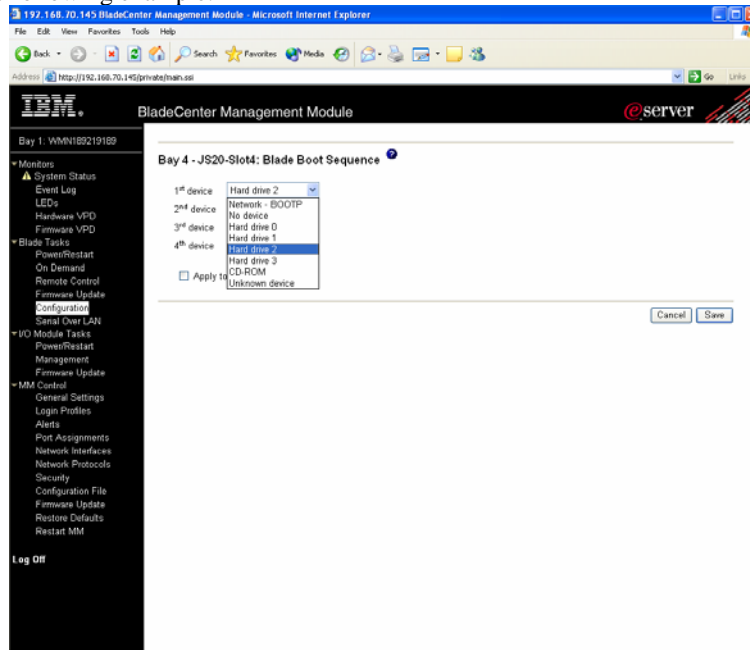 192.168.70.145 BladeCenter Management Module - Microsoft Internet Explorer
File Edit View Favorites Tools Help
Back Search Favorites Media
Address http://192.168.70.145/private/main.ssi Go Links
IBM. BladeCenter Management Module @server
Bay 1: WMN189219189
Monitors
System Status
Event Log
LEDs
Hardware VPD
Firmware VPD
Blade Tasks
Power/Restart
On Demand
Remote Control
Firmware Update
Configuration
Serial Over LAN
I/O Module Tasks
Power/Restart
Management
Firmware Update
MM Control
General Settings
Login Profiles
Alerts
Port Assignments
Network Interfaces
Network Protocols
Security
Configuration File
Firmware Update
Restore Defaults
Restart MM
Log Off
Bay 4 - JS20-Slot4: Blade Boot Sequence ?
1st device Hard drive 2
2nd device
3rd device
4th device
Network - BOOTP
No device
Hard drive 0
Hard drive 1
Hard drive 2
Hard drive 3
CD-ROM
Unknown device
Apply to
Cancel Save